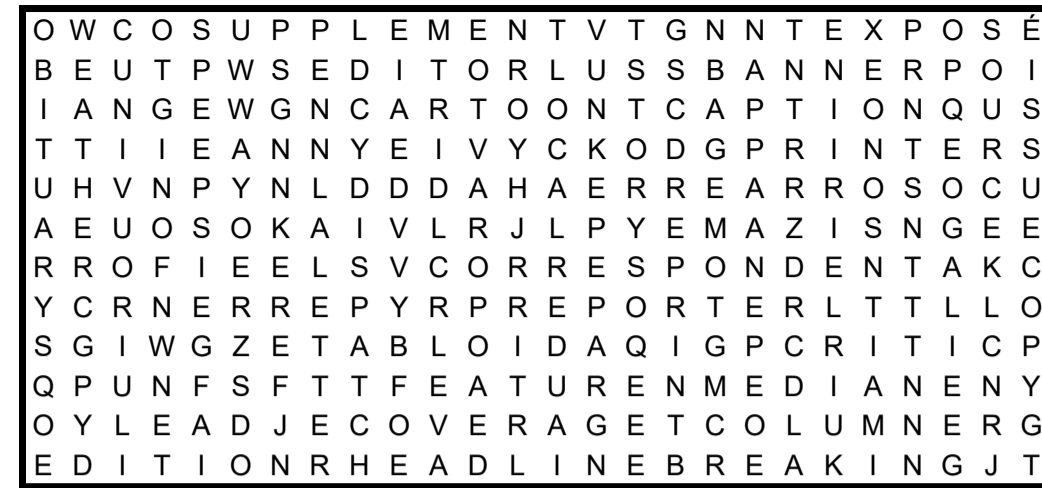 O W C O S U P P L E M E N T V T G N N T E X P O S É
B E U T P W S E D I T O R L U S S B A N N E R P O I
I A N G E W G N C A R T O O N T C A P T I O N Q U S
T T I I E A N N Y E I V Y C K O D G P R I N T E R S
U H V N P Y N L D D D A H A E R R E A R R O S O C U
A E U O S O K A I V L R J L P Y E M A Z I S N G E E
R R O F I E E L S V C O R R E S P O N D E N T A K C
Y C R N E R R E P Y R P R E P O R T E R L T T L L O
S G I W G Z E T A B L O I D A Q I G P C R I T I C P
Q P U N F S F T T F E A T U R E N M E D I A N E N Y
O Y L E A D J E C O V E R A G E T C O L U M N E R G
E D I T I O N R H E A D L I N E B R E A K I N G J T